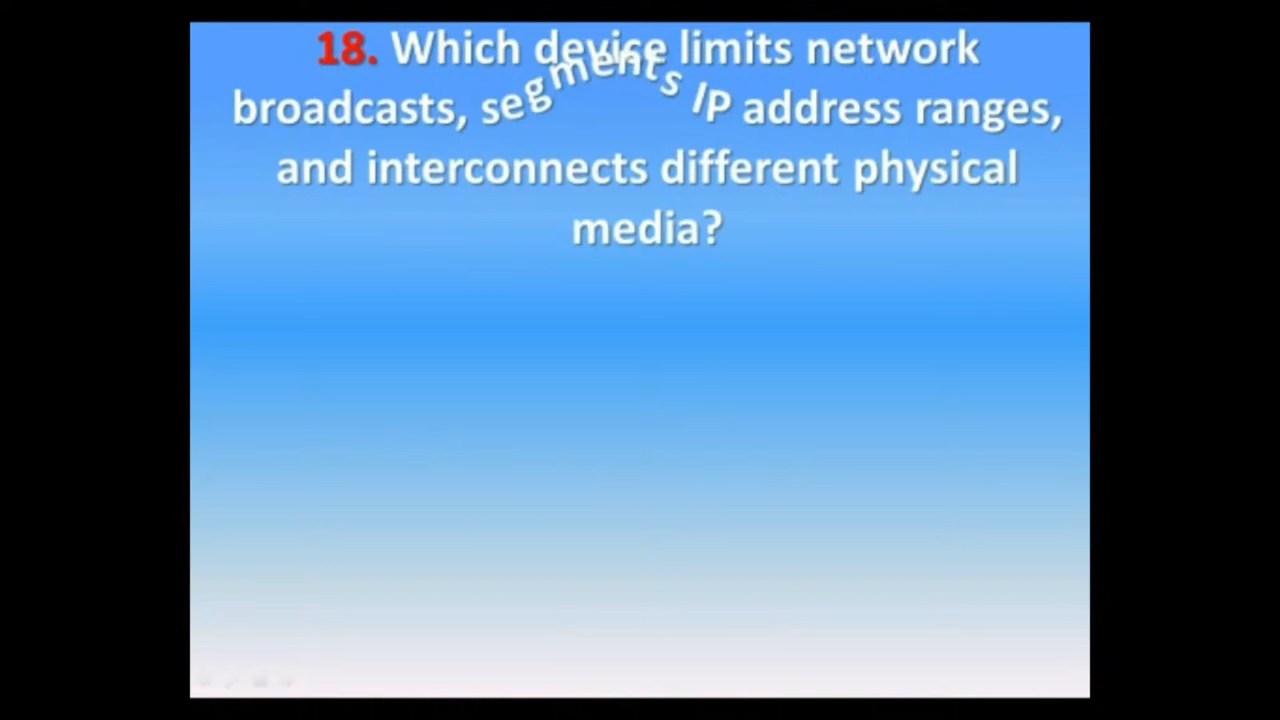 18. Which device limits network
broadcasts, segments IP address ranges,
and interconnects different physical
media?